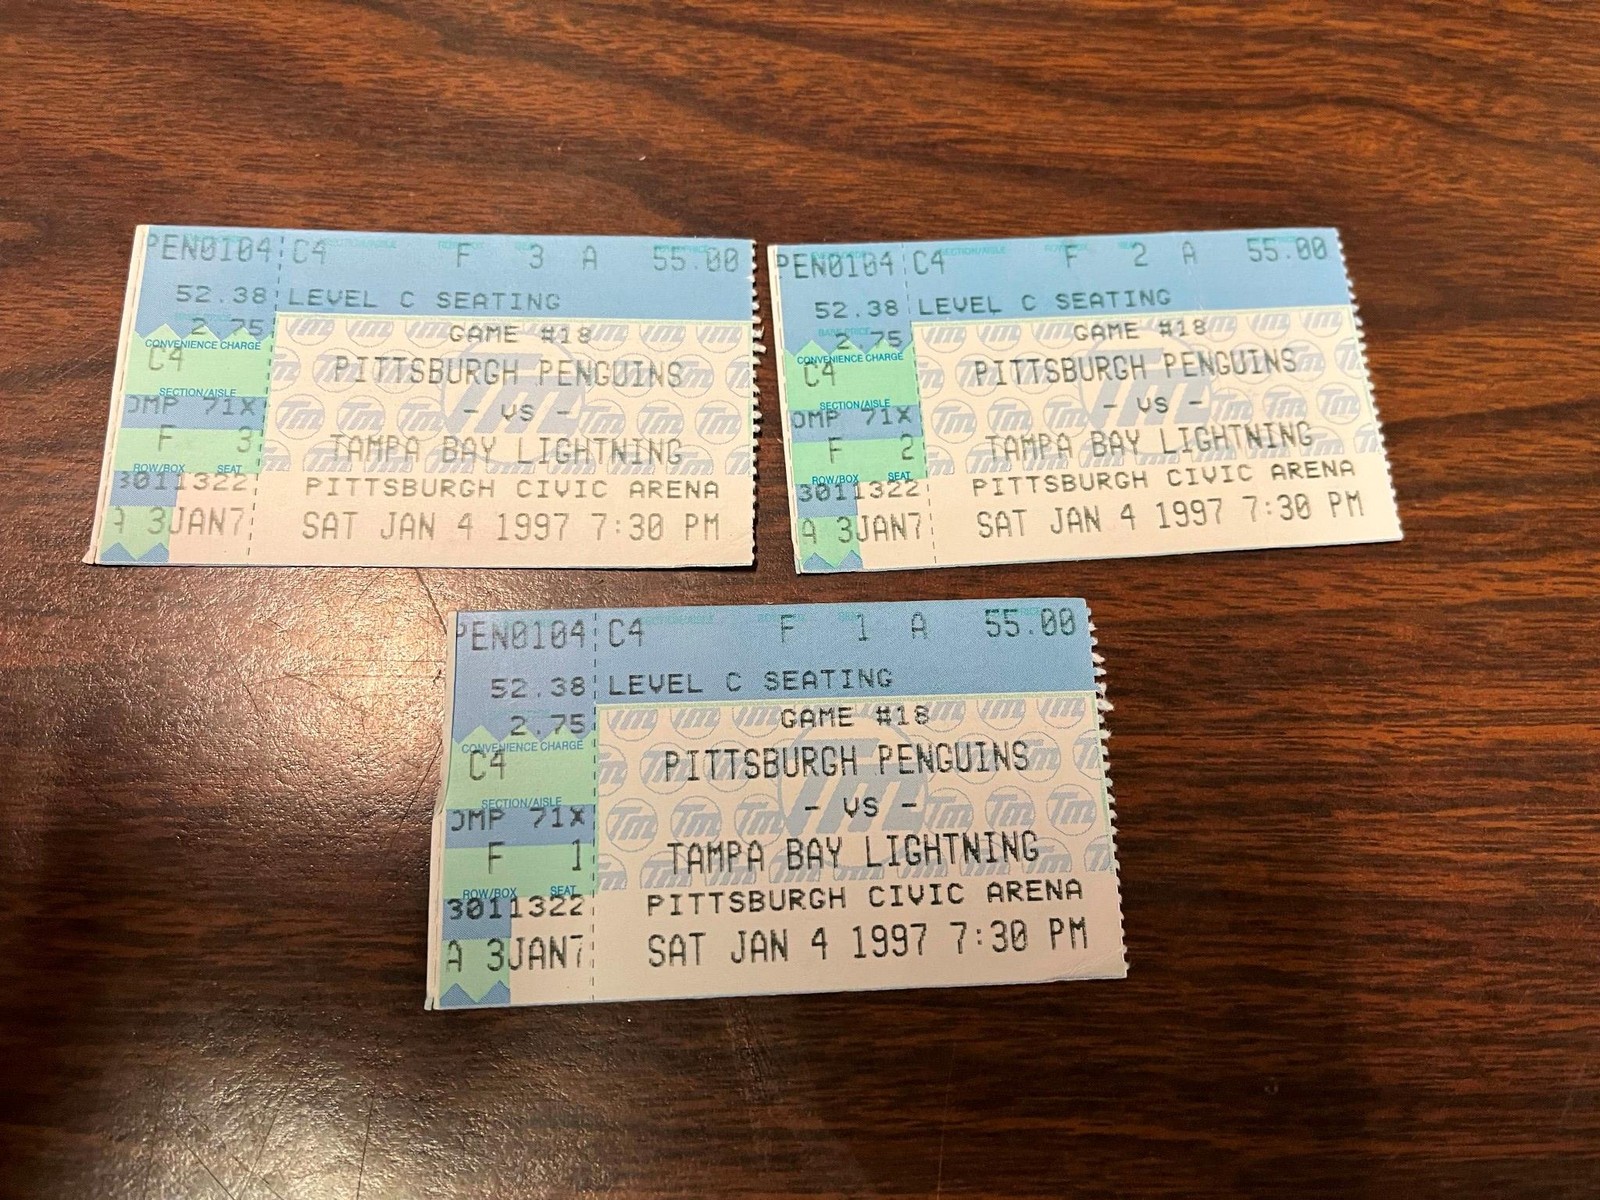 PEN0104 C4 F 3 A 55.00
52.38 LEVEL C SEATING
2.75 GAME #18
CONVENIENCE CHARGE
C4 PITTSBURGH PENGUINS
SECTION/AISLE
OMP 71X - VS -
F 3 TAMPA BAY LIGHTNING
ROW/BOX SEAT
3011322 PITTSBURGH CIVIC ARENA
A 3JAN7 SAT JAN 4 1997 7:30 PM
PEN0104 C4 F 2 A 55.00
52.38 LEVEL C SEATING
2.75 GAME #18
CONVENIENCE CHARGE
C4 PITTSBURGH PENGUINS
SECTION/AISLE
OMP 71X - VS -
F 2 TAMPA BAY LIGHTNING
ROW/BOX SEAT
3011322 PITTSBURGH CIVIC ARENA
A 3JAN7 SAT JAN 4 1997 7:30 PM
PEN0104 C4 F 1 A 55.00
52.38 LEVEL C SEATING
2.75 GAME #18
CONVENIENCE CHARGE
C4 PITTSBURGH PENGUINS
SECTION/AISLE
OMP 71X - VS -
F 1 TAMPA BAY LIGHTNING
ROW/BOX SEAT
3011322 PITTSBURGH CIVIC ARENA
A 3JAN7 SAT JAN 4 1997 7:30 PM